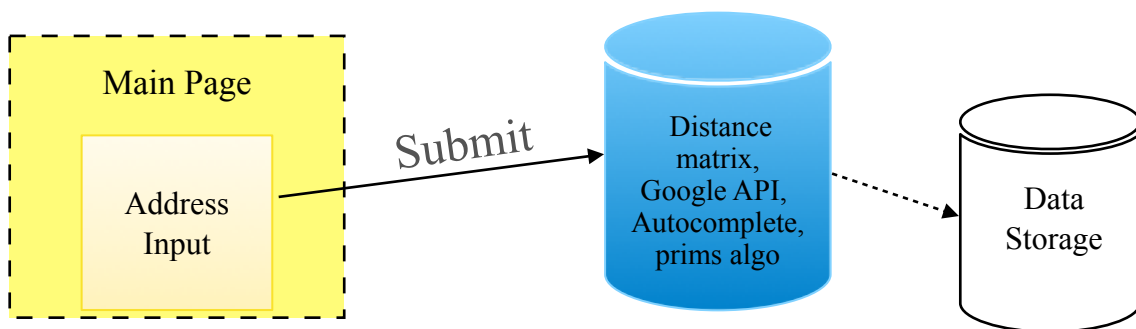 Main Page
Address
Input
Submit
Distance
matrix,
Google API,
Autocomplete,
prims algo
Data
Storage